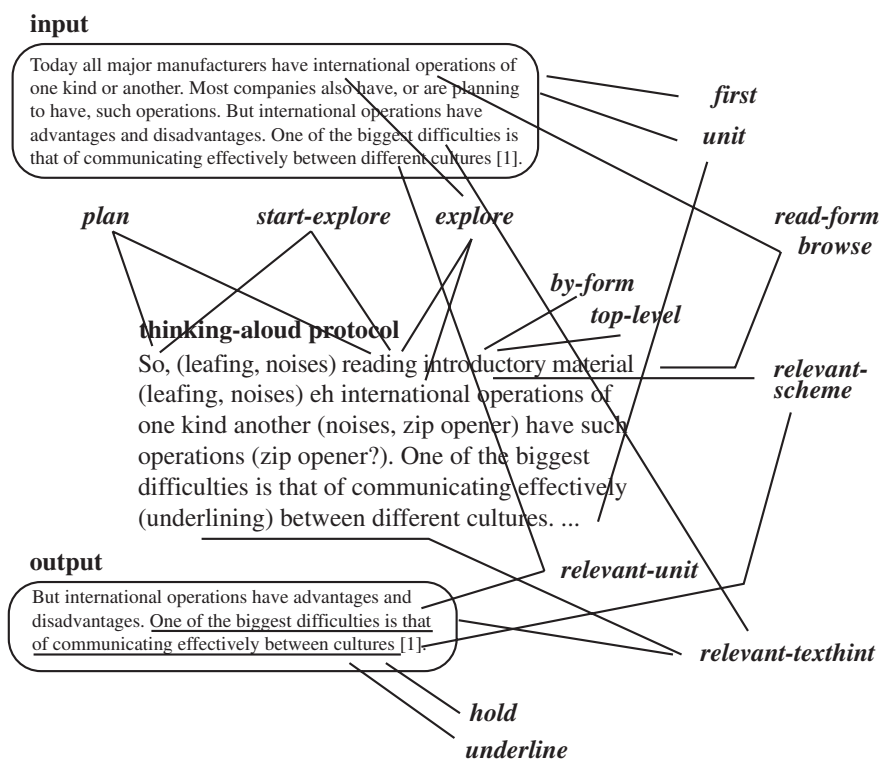 input
Today all major manufacturers have international operations of
one kind or another. Most companies also have, or are planning
to have, such operations. But international operations have
advantages and disadvantages. One of the biggest difficulties is
that of communicating effectively between different cultures [1].
first
unit
plan
start-explore
explore
read-form
browse
by-form
top-level
thinking-aloud protocol
So, (leafing, noises) reading introductory material
(leafing, noises) eh international operations of
one kind another (noises, zip opener) have such
operations (zip opener?). One of the biggest
difficulties is that of communicating effectively
(underlining) between different cultures. ...
relevant-
scheme
output
relevant-unit
But international operations have advantages and
disadvantages. One of the biggest difficulties is that
of communicating effectively between cultures [1].
relevant-texthint
hold
underline